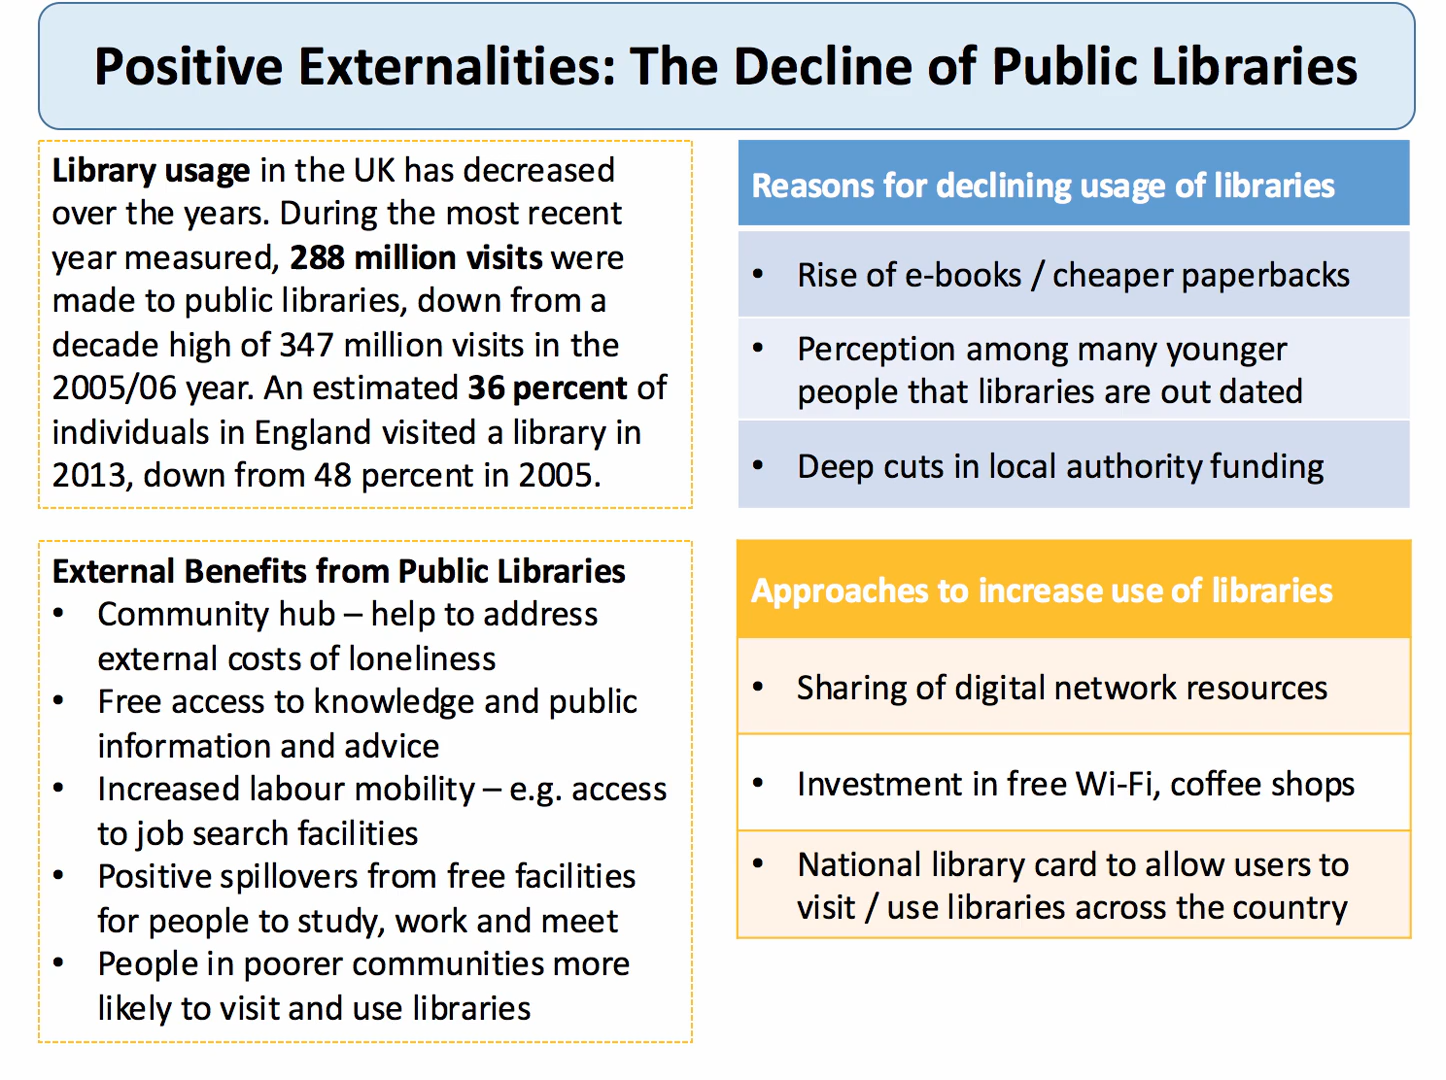 Positive Externalities: The Decline of Public Libraries
Library usage in the UK has decreased
over the years. During the most recent
year measured, 288 million visits were
made to public libraries, down from a
decade high of 347 million visits in the
2005/06 year. An estimated 36 percent of
individuals in England visited a library in
2013, down from 48 percent in 2005.
Reasons for declining usage of libraries
• Rise of e-books / cheaper paperbacks
• Perception among many younger
people that libraries are out dated
• Deep cuts in local authority funding
External Benefits from Public Libraries
• Community hub – help to address
external costs of loneliness
• Free access to knowledge and public
information and advice
• Increased labour mobility – e.g. access
to job search facilities
• Positive spillovers from free facilities
for people to study, work and meet
• People in poorer communities more
likely to visit and use libraries
Approaches to increase use of libraries
• Sharing of digital network resources
• Investment in free Wi-Fi, coffee shops
• National library card to allow users to
visit / use libraries across the country